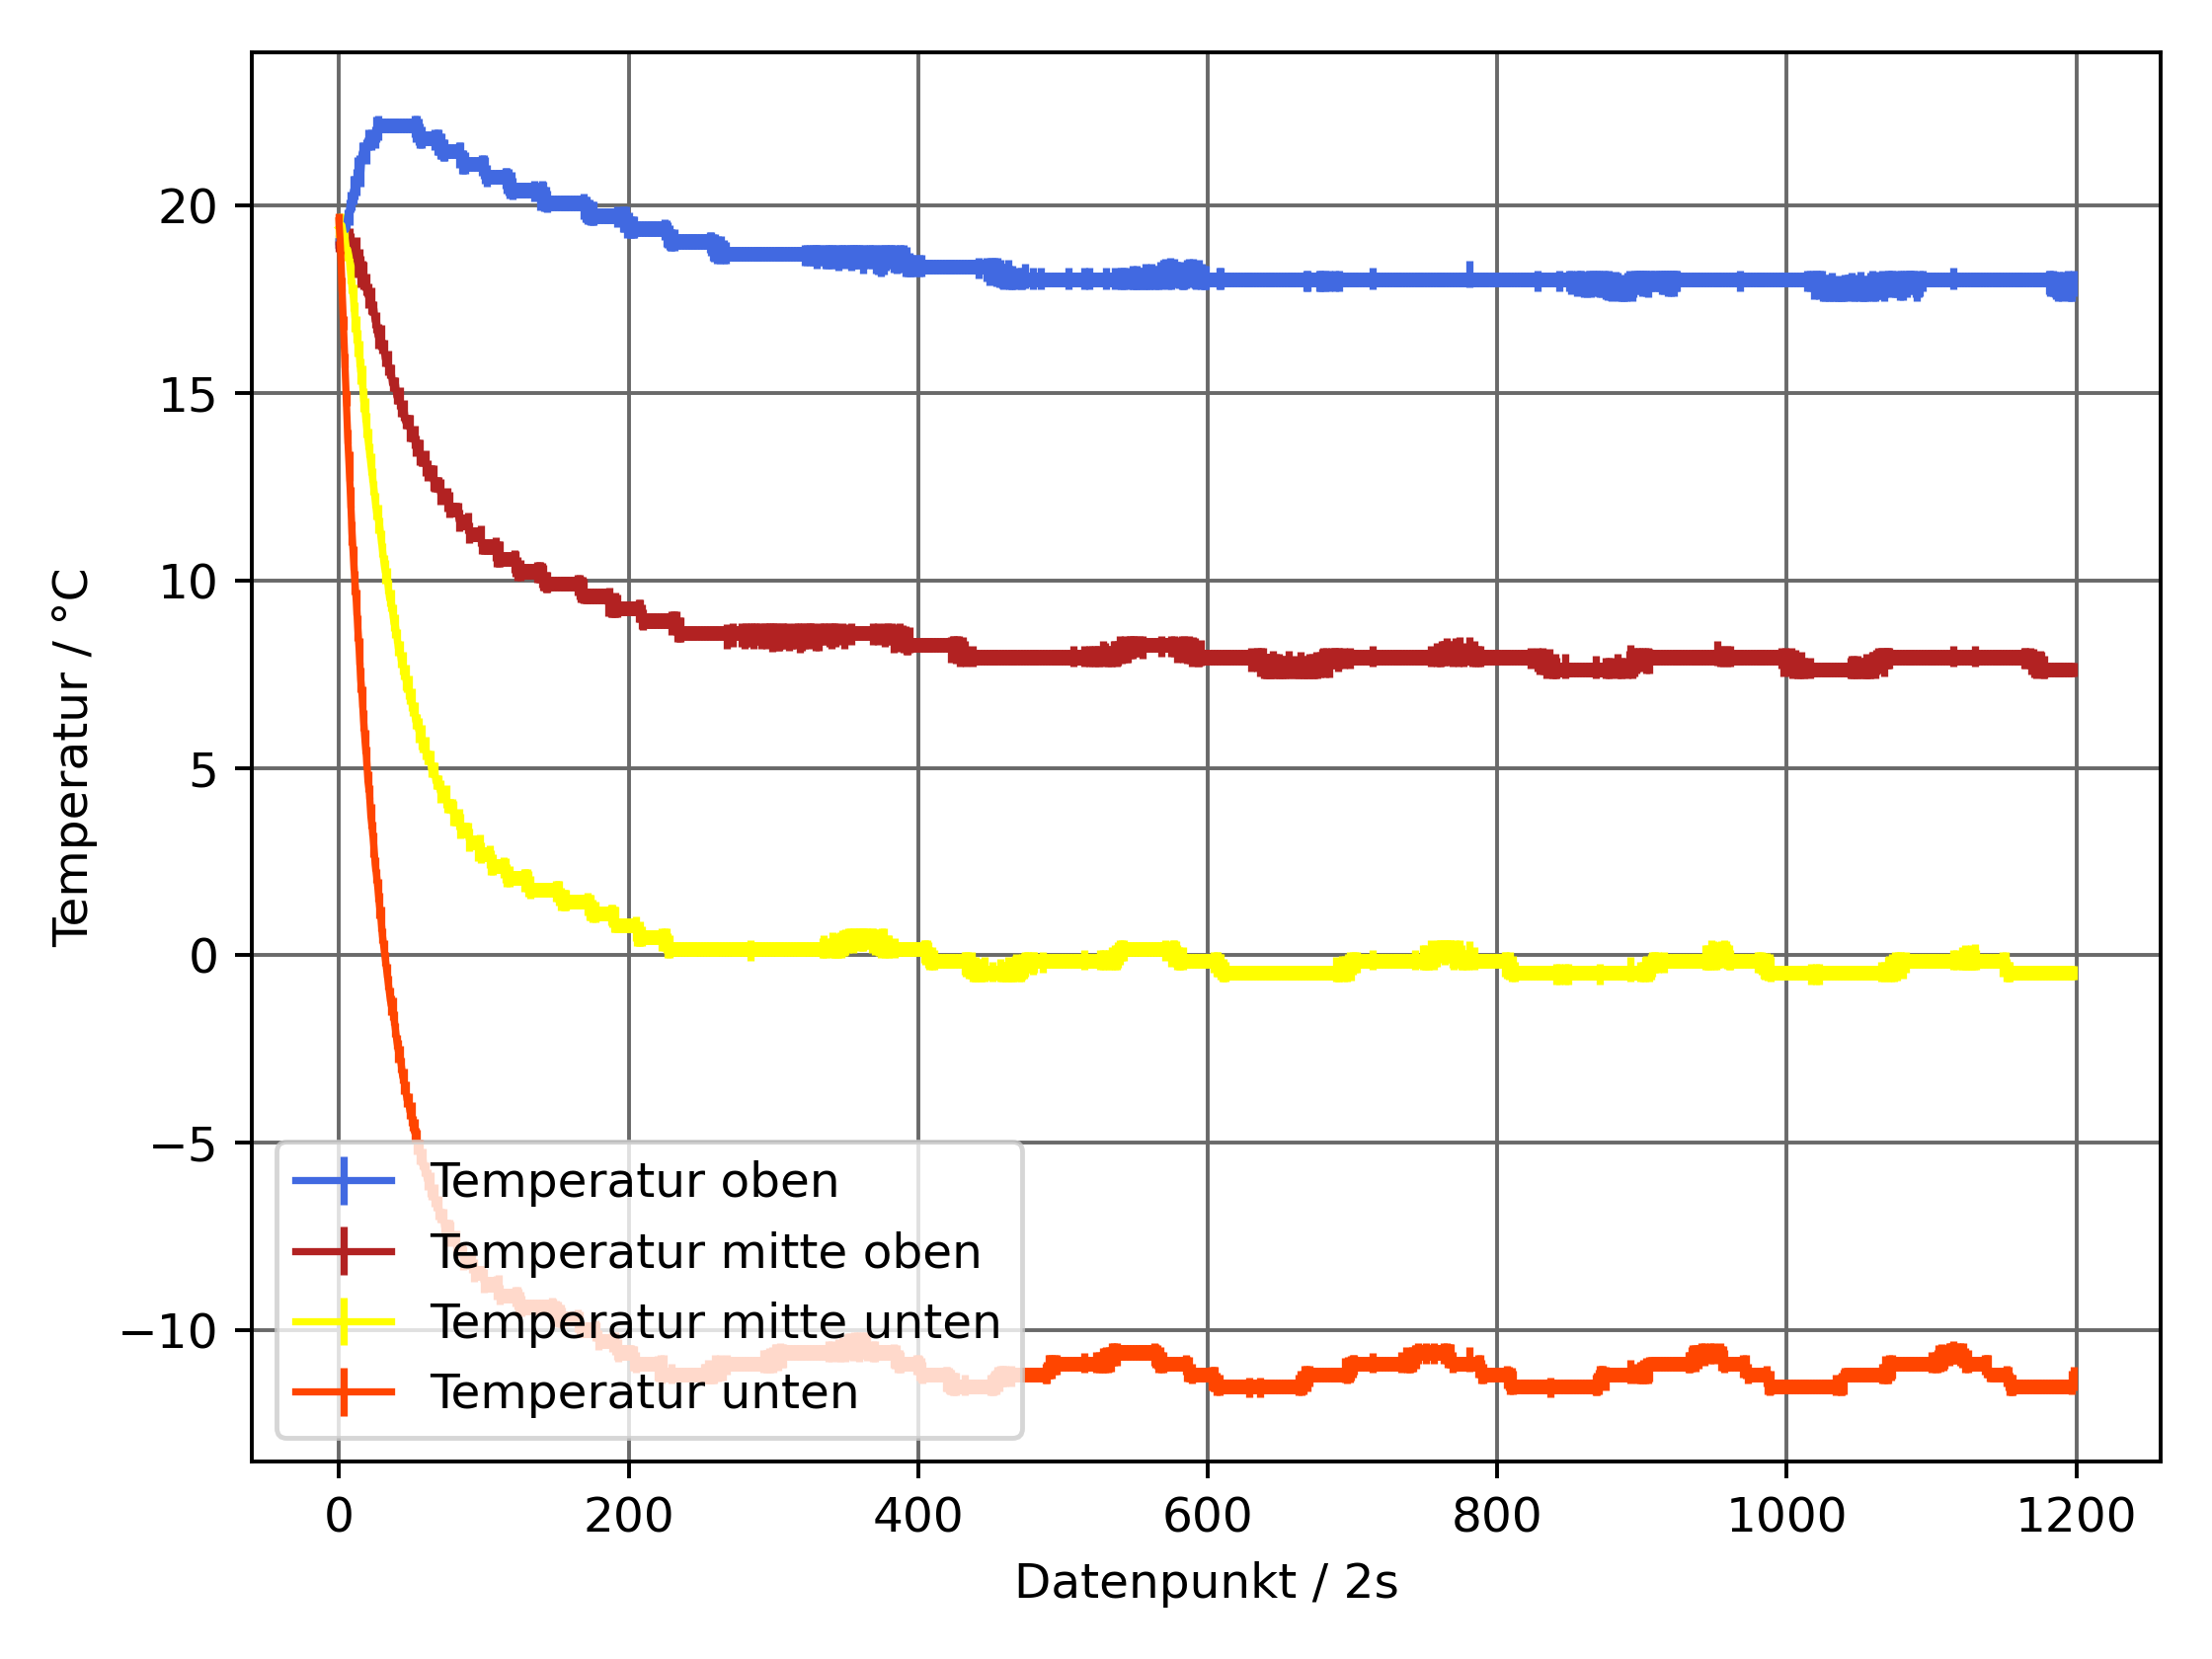 20
15
10
5
0
−5
−10
Temperatur / °C
Temperatur oben
Temperatur mitte oben
Temperatur mitte unten
Temperatur unten
0 200 400 600 800 1000 1200
Datenpunkt / 2s